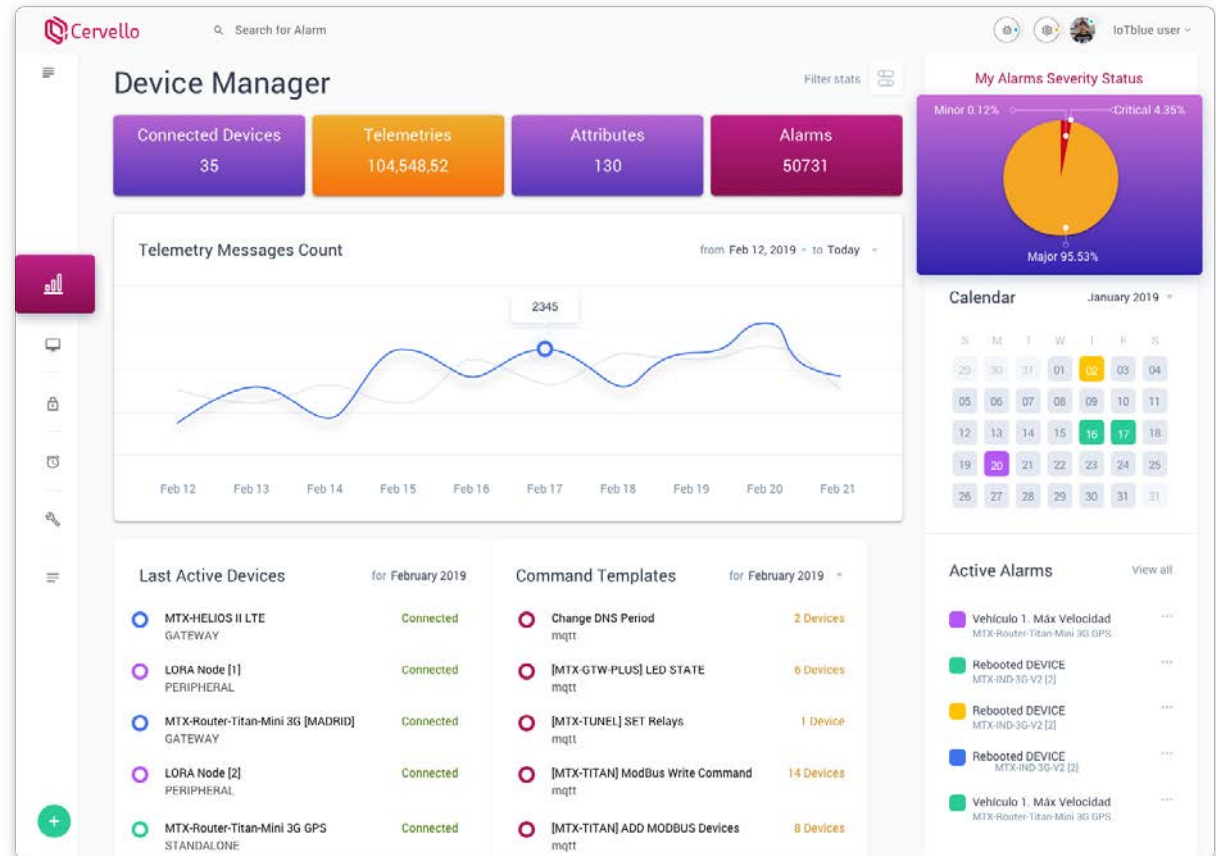 Cervello
Search for Alarm
IoTblue user
Device Manager
Filter stats
Connected Devices
35
Telemetries
104,548,52
Attributes
130
Alarms
50731
Telemetry Messages Count
from Feb 12, 2019 to Today
2345
Feb 12 Feb 13 Feb 14 Feb 15 Feb 16 Feb 17 Feb 18 Feb 19 Feb 20 Feb 21
Last Active Devices
for February 2019
MTX-HELIOS II LTE
Connected
GATEWAY
LORA Node [1]
Connected
PERIPHERAL
MTX-Router-Titan-Mini 3G [MADRID]
Connected
GATEWAY
LORA Node [2]
Connected
PERIPHERAL
MTX-Router-Titan-Mini 3G GPS
Connected
STANDALONE
Command Templates
for February 2019
Change DNS Period
2 Devices
mqtt
[MTX-GTW-PLUS] LED STATE
6 Devices
mqtt
[MTX-TUNEL] SET Relays
1 Device
mqtt
[MTX-TITAN] ModBus Write Command
14 Devices
mqtt
[MTX-TITAN] ADD MODBUS Devices
8 Devices
mqtt
My Alarms Severity Status
Minor 0.12%
Critical 4.35%
Major 95.53%
Calendar
January 2019
S M T W T F S
29 30 31 01 02 03 04
05 06 07 08 09 10 11
12 13 14 15 16 17 18
19 20 21 22 23 24 25
26 27 28 29 30 31 31
Active Alarms
View all
Vehículo 1. Máx Velocidad
MTX-Router-Titan-Mini 3G GPS
Rebooted DEVICE
MTX-IND-3G-V2 [2]
Rebooted DEVICE
MTX-IND-3G-V2 [2]
Rebooted DEVICE
MTX-IND-3G-V2 [2]
Vehículo 1. Máx Velocidad
MTX-Router-Titan-Mini 3G GPS